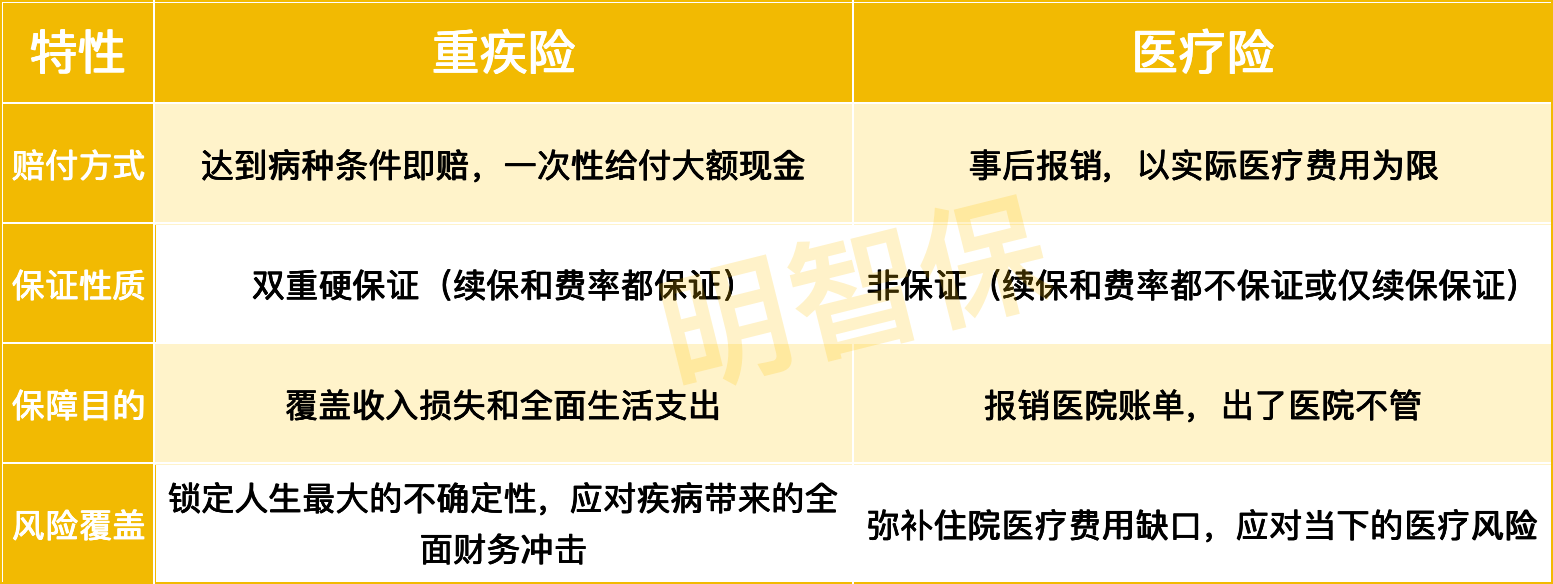 特性
重疾险
医疗险
赔付方式
达到病种条件即赔，一次性给付大额现金
事后报销，以实际医疗费用为限
保证性质
双重硬保证（续保和费率都保证）
非保证（续保和费率都不保证或仅续保保证）
保障目的
覆盖收入损失和全面生活支出
报销医院账单，出了医院不管
风险覆盖
锁定人生最大的不确定性，应对疾病带来的全
面财务冲击
弥补住院医疗费用缺口，应对当下的医疗风险
明智保